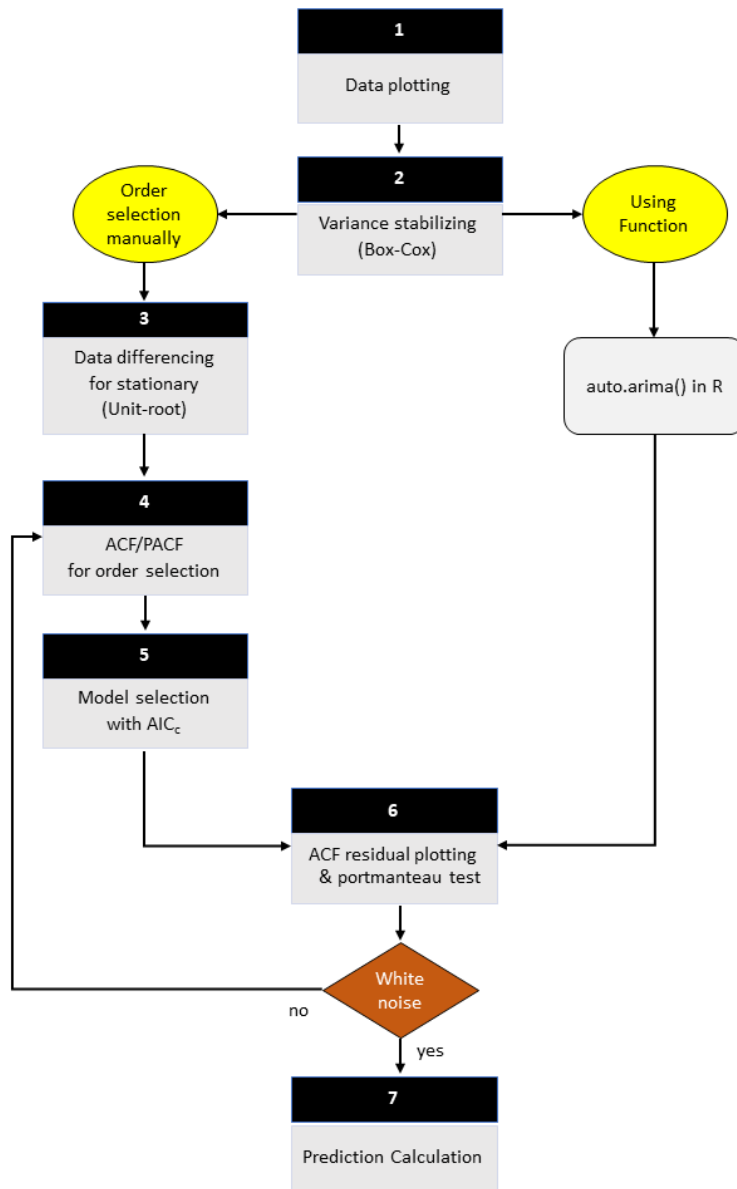 1
Data plotting
2
Variance stabilizing
(Box-Cox)
Order
selection
manually
Using
Function
3
Data differencing
for stationary
(Unit-root)
auto.arima() in R
4
ACF/PACF
for order selection
5
Model selection
with AICc
6
ACF residual plotting
& portmanteau test
White
noise
no
yes
7
Prediction Calculation